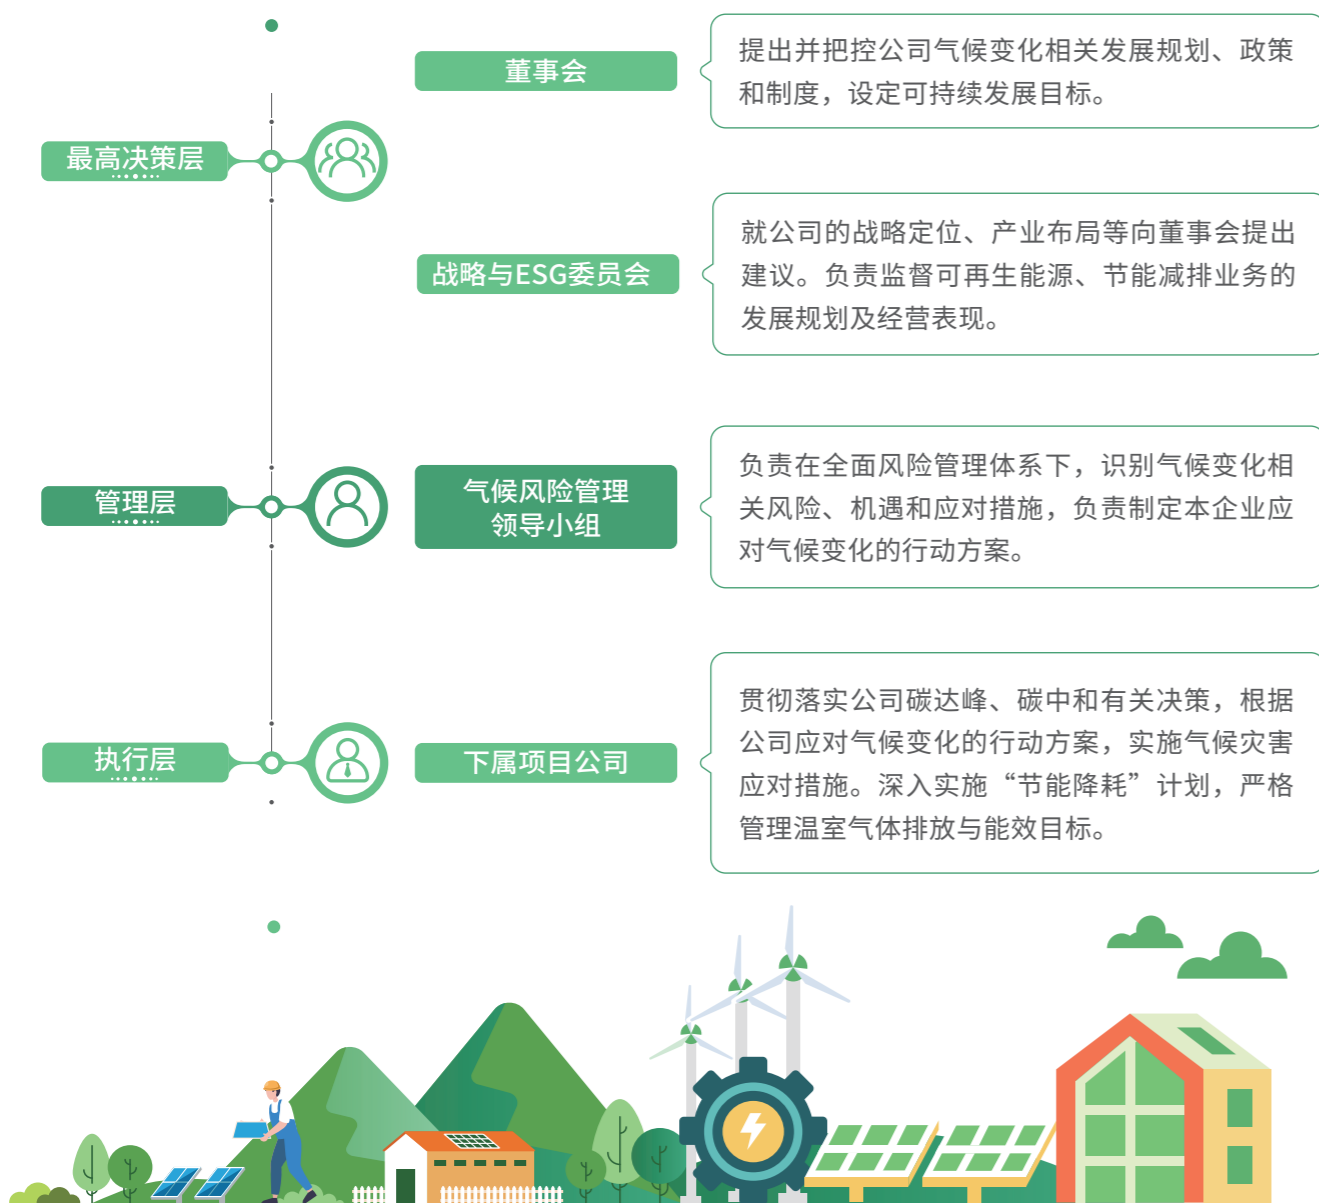 最高决策层
董事会
提出并把控公司气候变化相关发展规划、政策
和制度，设定可持续发展目标。
战略与ESG委员会
就公司的战略定位、产业布局等向董事会提出
建议。负责监督可再生能源、节能减排业务的
发展规划及经营表现。
管理层
气候风险管理
领导小组
负责在全面风险管理体系下，识别气候变化相
关风险、机遇和应对措施，负责制定本企业应
对气候变化的行动方案。
执行层
下属项目公司
贯彻落实公司碳达峰、碳中和有关决策，根据
公司应对气候变化的行动方案，实施气候灾害
应对措施。深入实施“节能降耗”计划，严格
管理温室气体排放与能效目标。